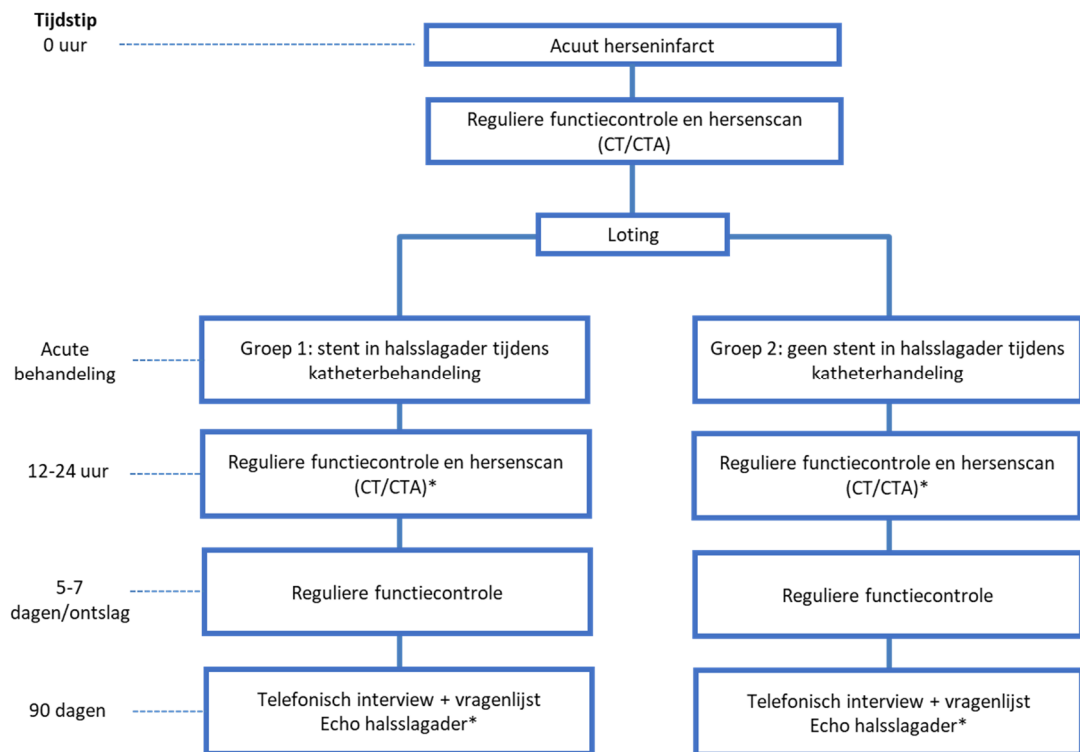 Tijdstip
0 uur
Acuut herseninfarct
Reguliere functiecontrole en hersenscan
(CT/CTA)
Loting
Acute
behandeling
Groep 1: stent in halsslagader tijdens
katheterbehandeling
Groep 2: geen stent in halsslagader tijdens
katheterhandeling
12-24 uur
Reguliere functiecontrole en hersenscan
(CT/CTA)*
Reguliere functiecontrole en hersenscan
(CT/CTA)*
5-7
dagen/ontslag
Reguliere functiecontrole
Reguliere functiecontrole
90 dagen
Telefonisch interview + vragenlijst
Echo halsslagader*
Telefonisch interview + vragenlijst
Echo halsslagader*